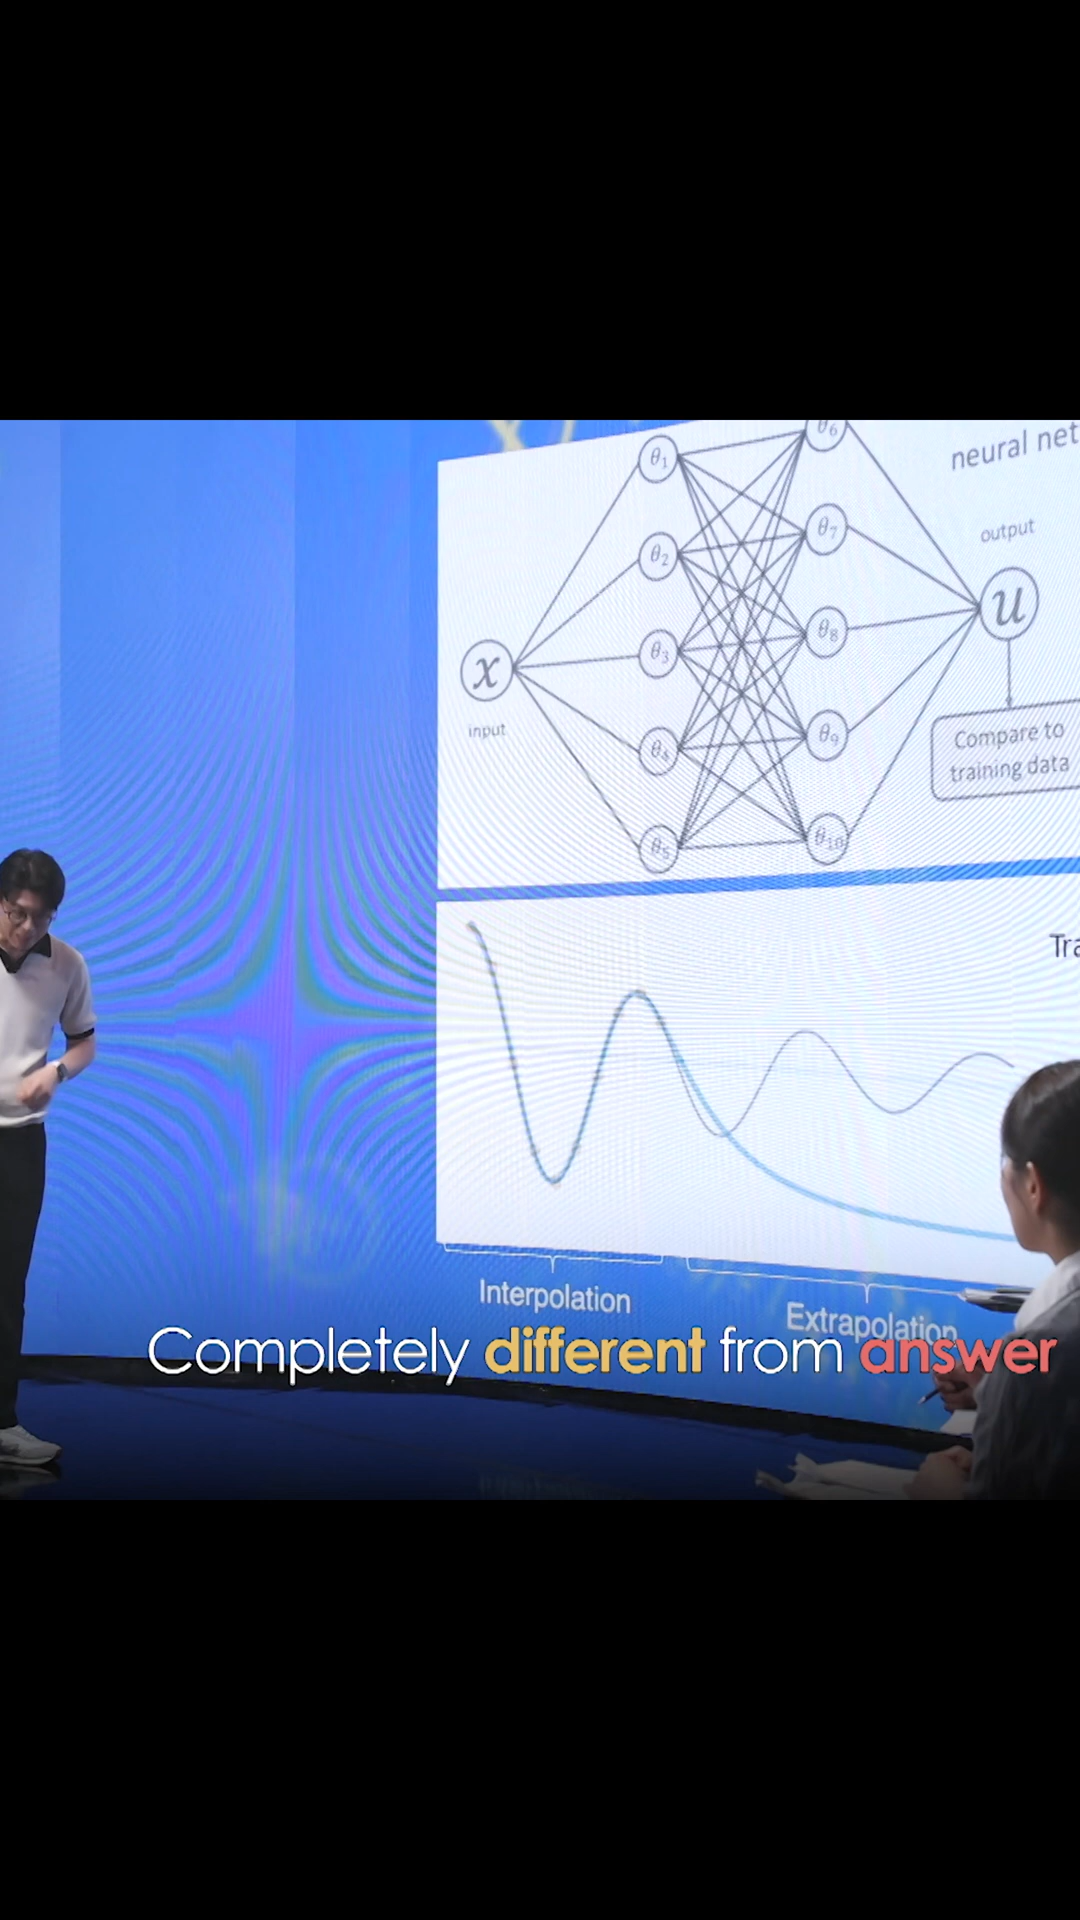 neural net
θ1
θ6
θ2
θ7
output
θ3
θ8
u
x
input
θ9
Compare to
training data
θ5
θ10
Tra
Interpolation
Extrapolation
Completely different from answer